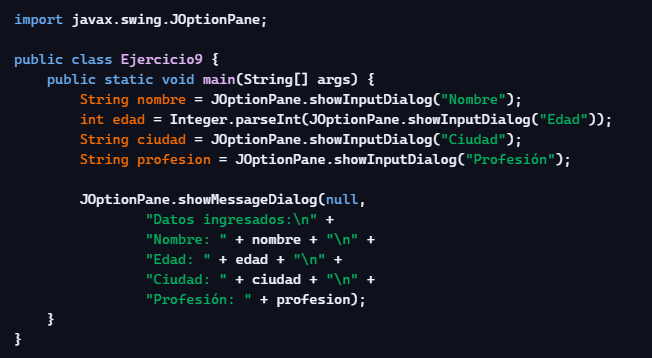 import javax.swing.JOptionPane;

public class Ejercicio9 {
    public static void main(String[] args) {
        String nombre = JOptionPane.showInputDialog("Nombre");
        int edad = Integer.parseInt(JOptionPane.showInputDialog("Edad"));
        String ciudad = JOptionPane.showInputDialog("Ciudad");
        String profesion = JOptionPane.showInputDialog("Profesión");

        JOptionPane.showMessageDialog(null,
                "Datos ingresados:\n" +
                "Nombre: " + nombre + "\n" +
                "Edad: " + edad + "\n" +
                "Ciudad: " + ciudad + "\n" +
                "Profesión: " + profesion);
    }
}